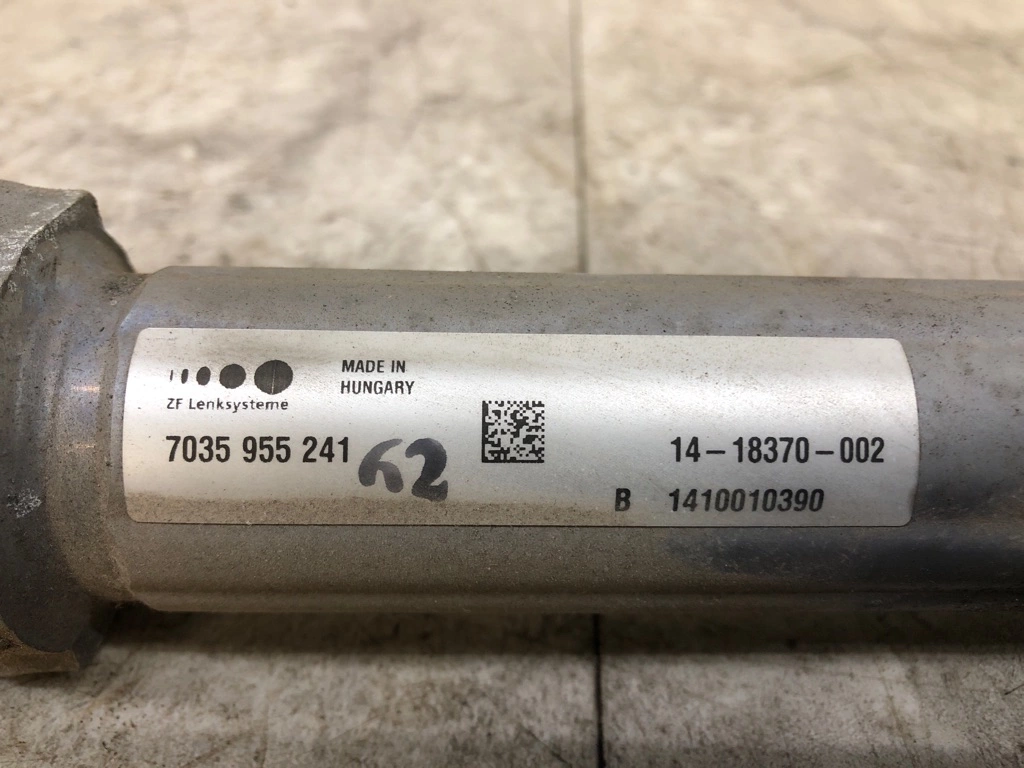 MADE IN
HUNGARY
ZF Lenksysteme
7035 955 241
62
14-18370-002
B 1410010390